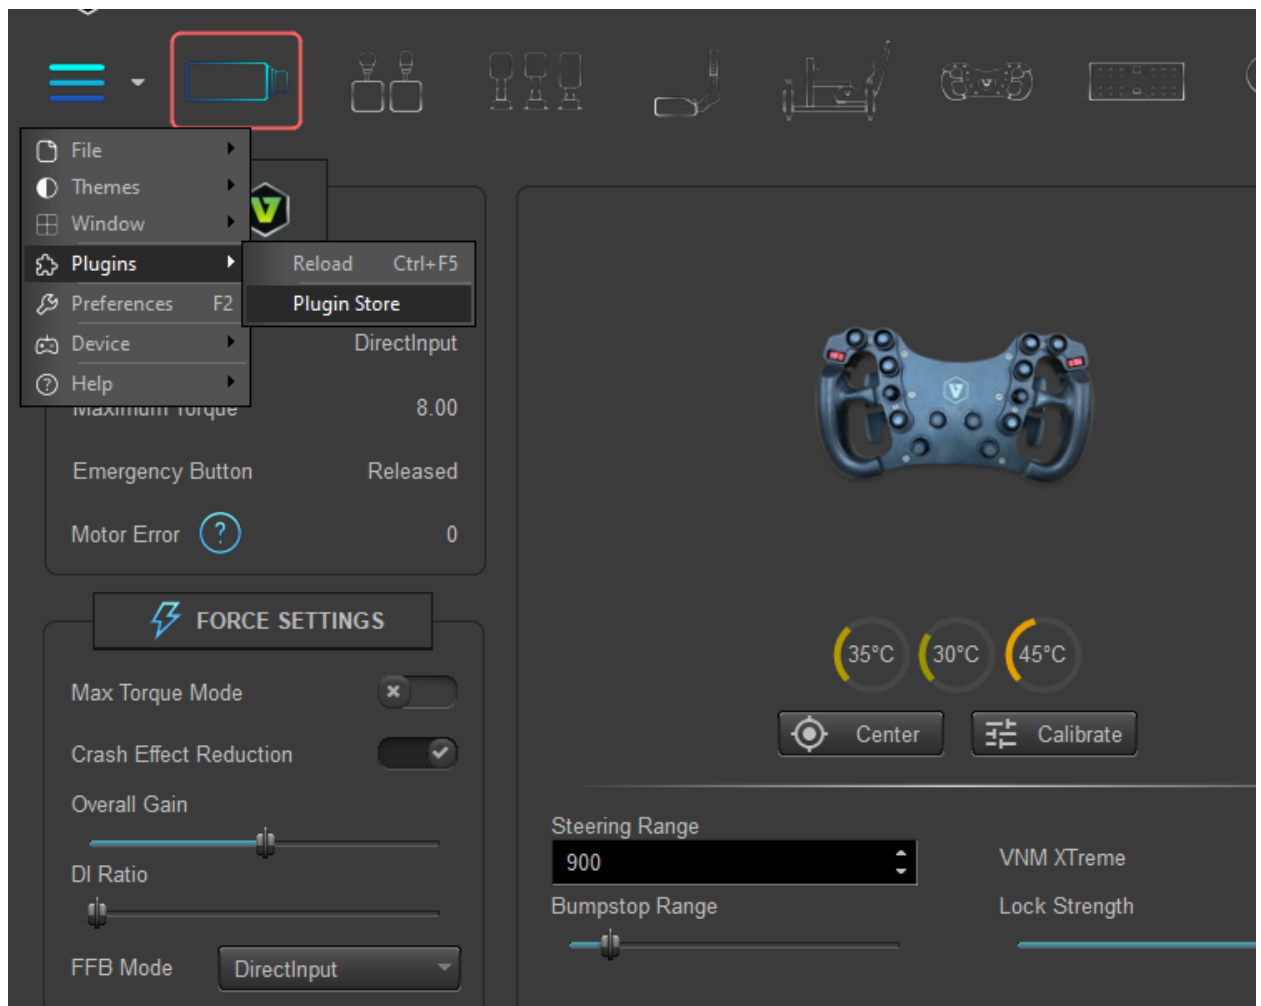 File
Themes
Window
Plugins
Reload Ctrl+F5
Preferences F2
Plugin Store
Device
DirectInput
Help
Maximum Torque 8.00
Emergency Button Released
Motor Error ? 0
FORCE SETTINGS
Max Torque Mode
Crash Effect Reduction
Overall Gain
DI Ratio
FFB Mode DirectInput
35°C 30°C 45°C
Center Calibrate
Steering Range
900
VNM XTreme
Bumpstop Range
Lock Strength